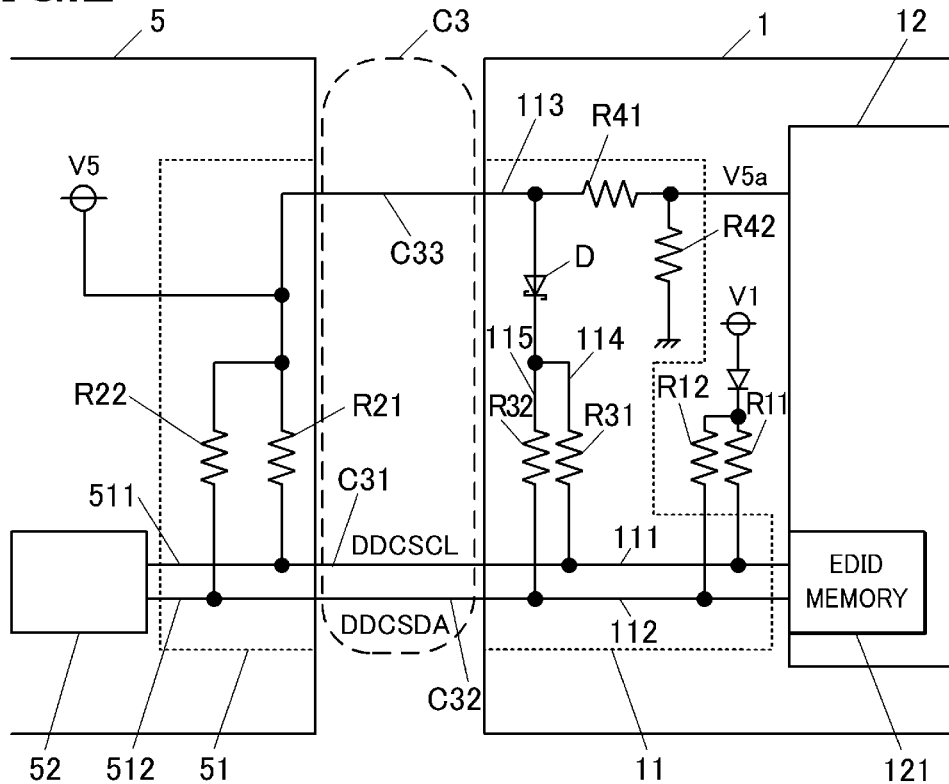 5
C3
1
12
113
R41
V5
V5a
C33
R42
D
V1
115
114
R22
R21
R32
R31
R12
R11
511
C31
DDCSCL
111
EDID
MEMORY
DDCSDA
112
C32
52
512
51
11
121